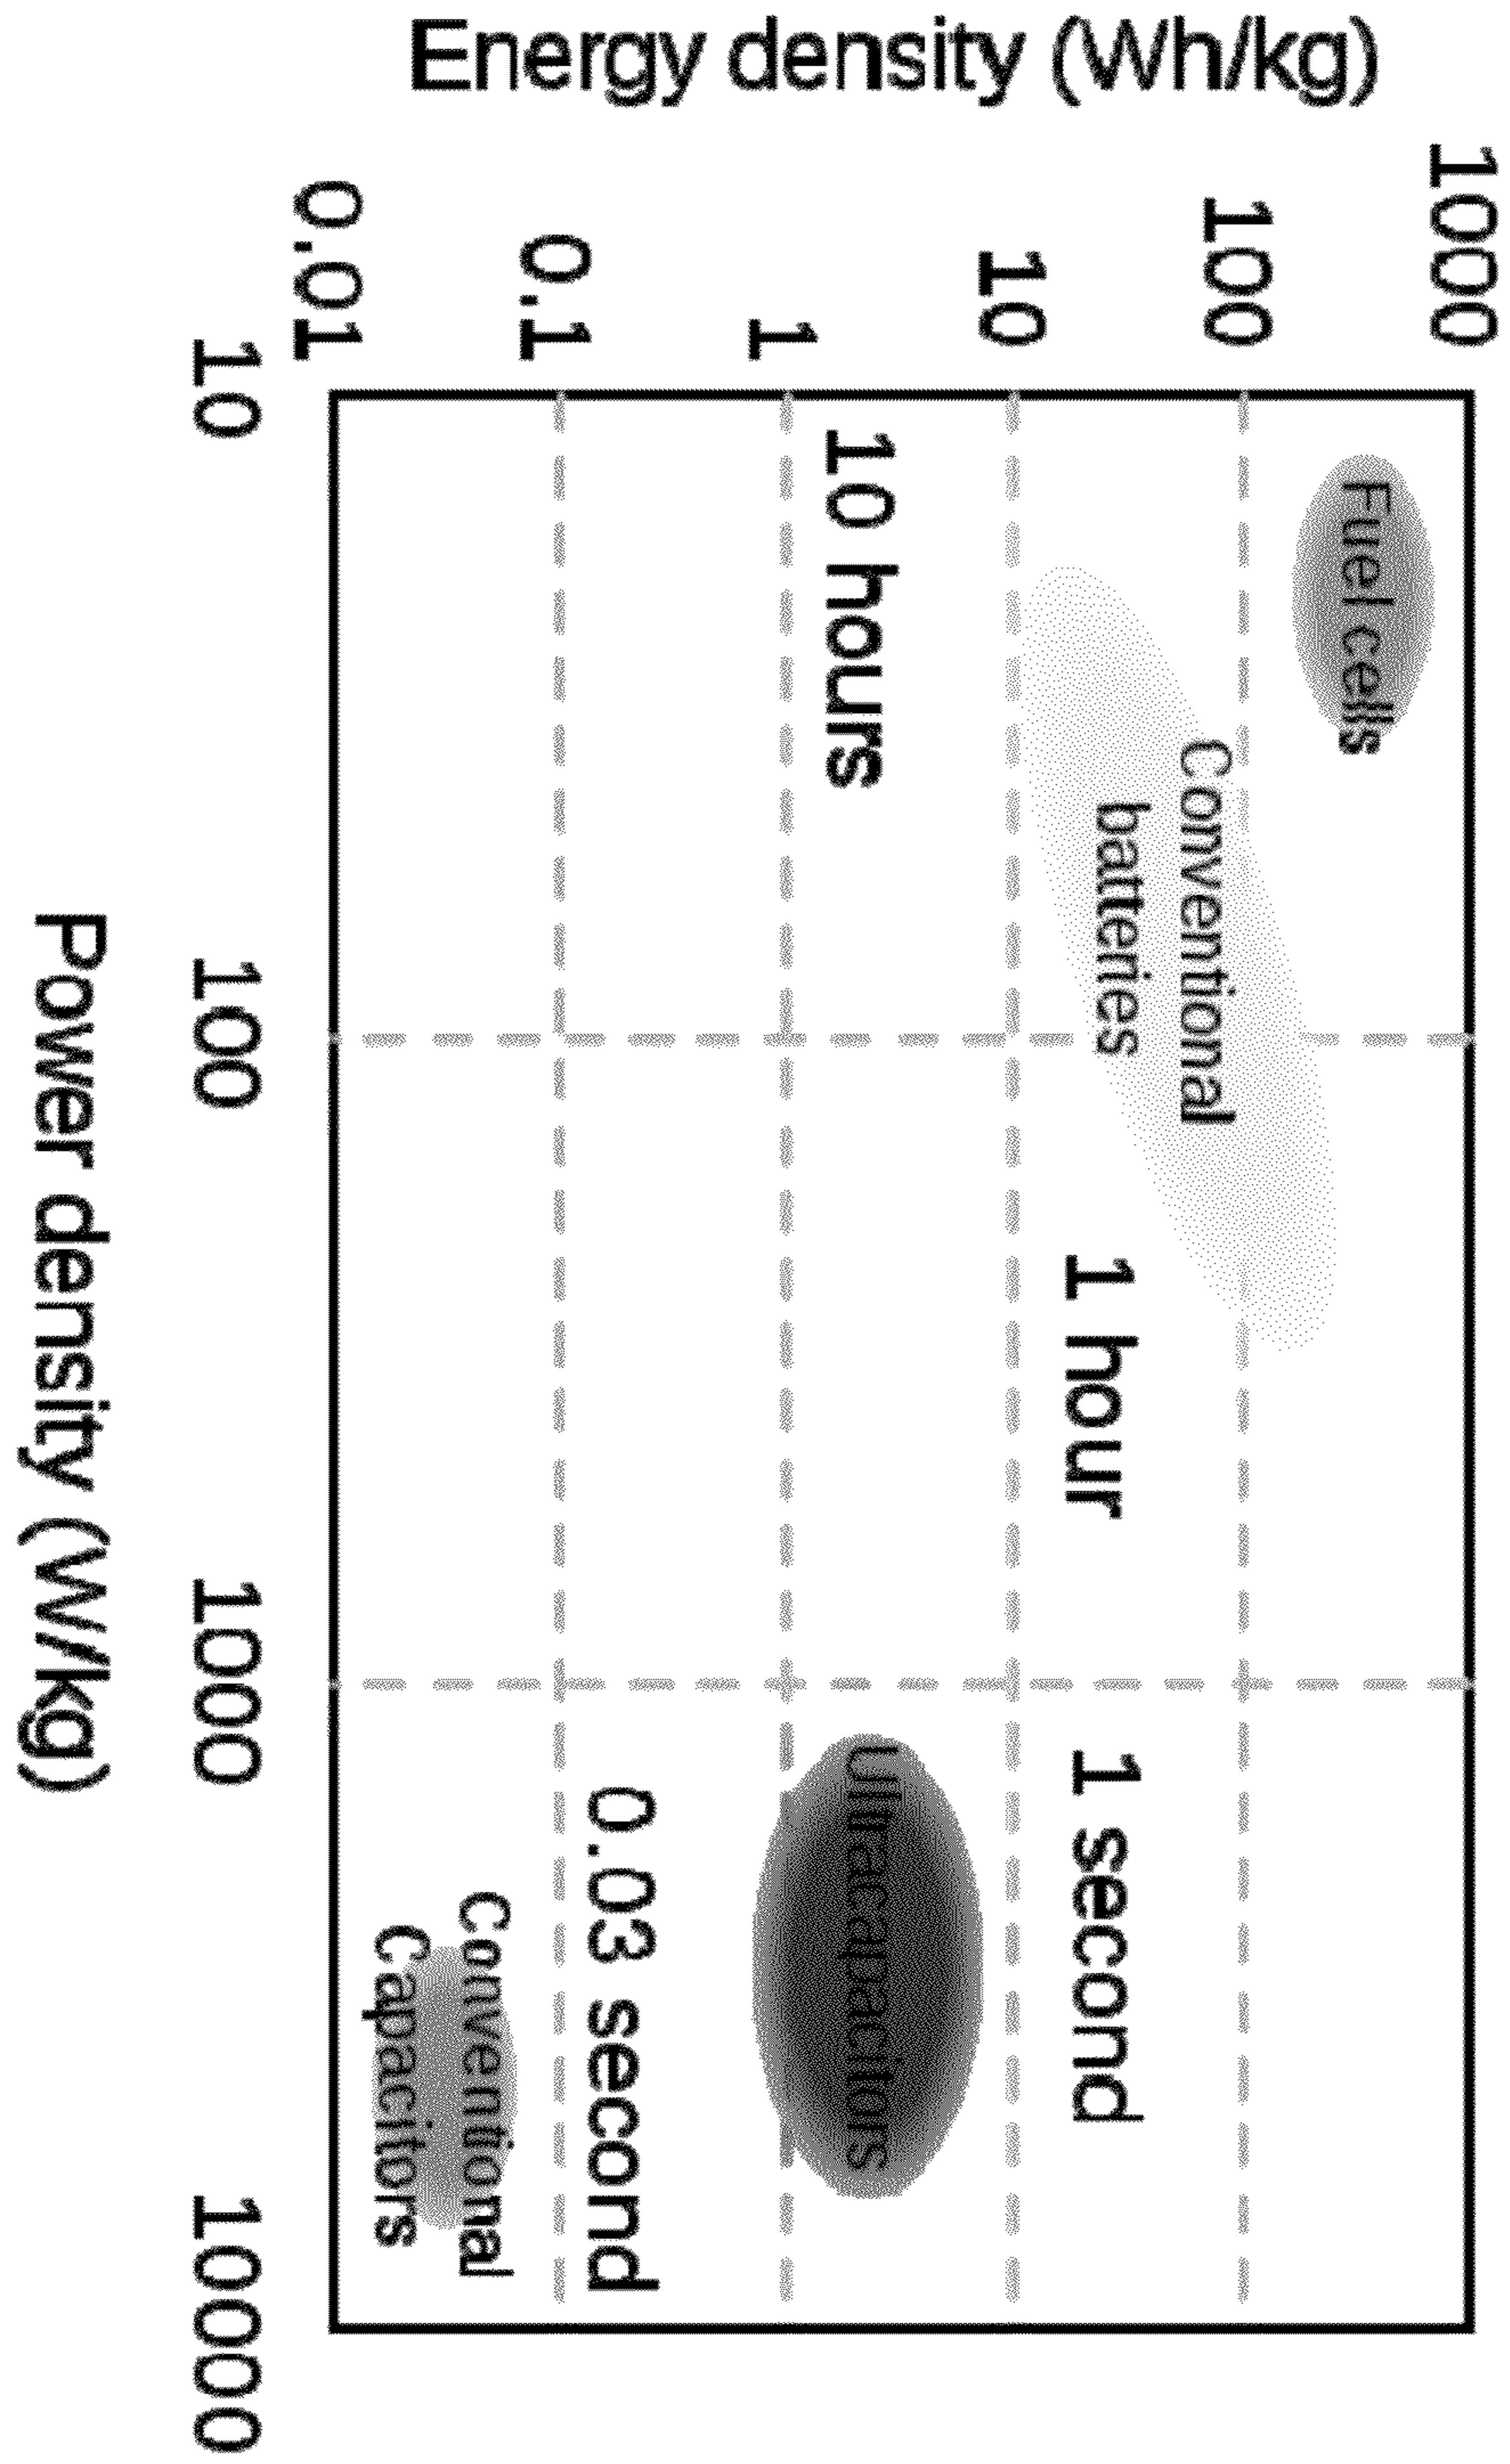 Energy density (Wh/kg)
1000
100
10
1
0.1
0.01
Fuel cells
Conventional
batteries
10 hours
1 hour
1 second
Ultracapacitors
0.03 second
Conventional
Capacitors
10
100
1000
10000
Power density (W/kg)